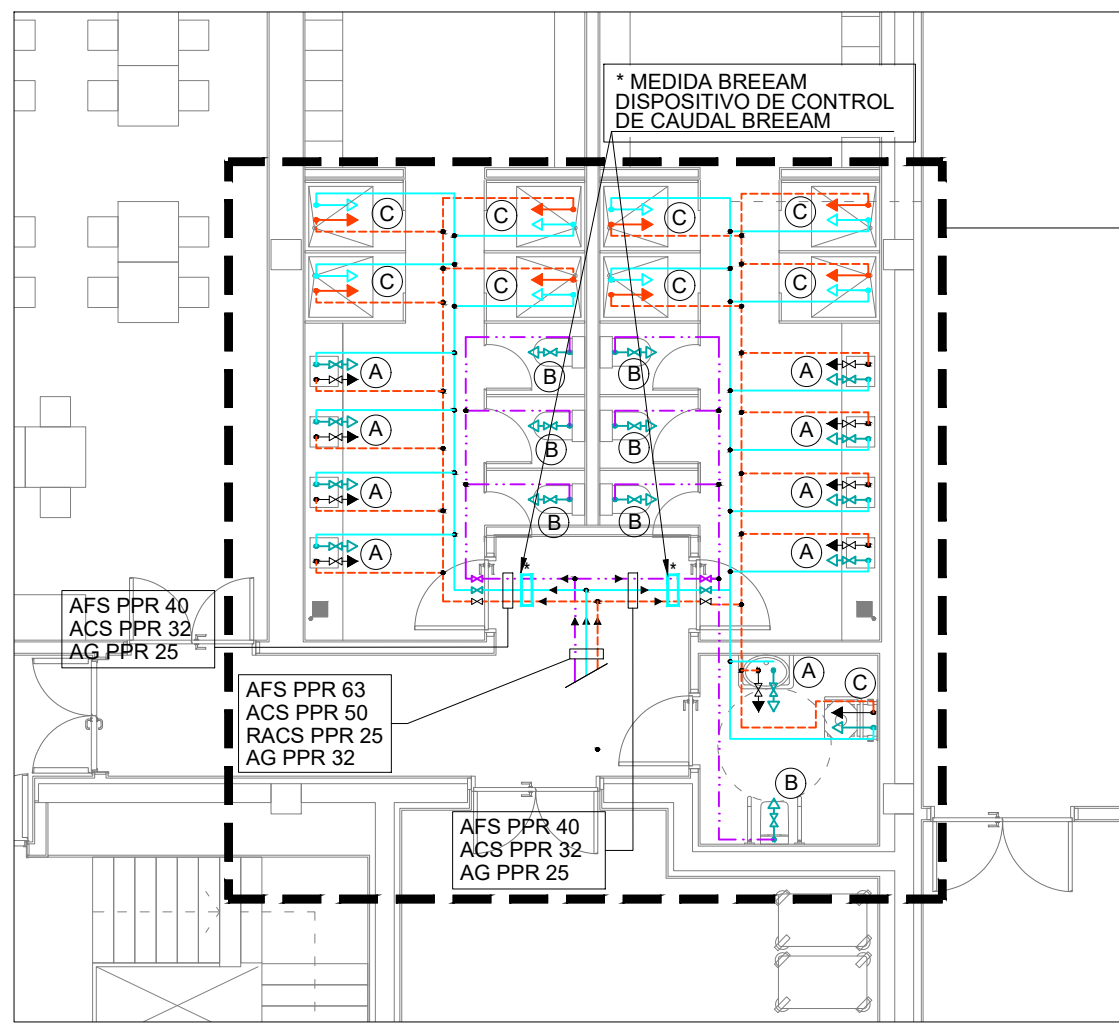 * MEDIDA BREEAM
DISPOSITIVO DE CONTROL
DE CAUDAL BREEAM
C
C
C
C
C
C
C
C
A
B
B
A
A
B
B
A
A
B
B
A
A
*
*
A
AFS PPR 40
ACS PPR 32
AG PPR 25
A
C
AFS PPR 63
ACS PPR 50
RACS PPR 25
AG PPR 32
B
AFS PPR 40
ACS PPR 32
AG PPR 25